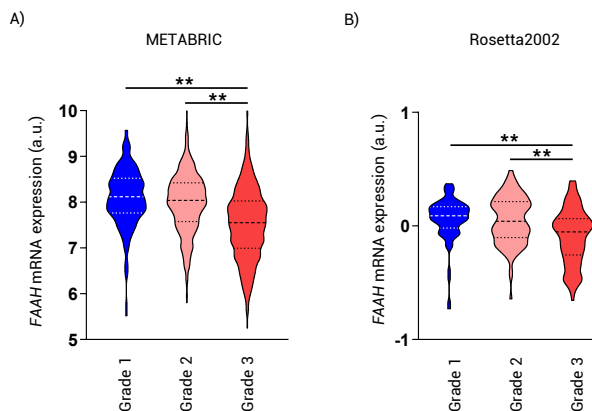 A)
METABRIC
FAAH mRNA expression (a.u.)
10
9
8
7
6
5
**
**
Grade 1
Grade 2
Grade 3
B)
Rosetta2002
FAAH mRNA expression (a.u.)
1
0
-1
**
**
Grade 1
Grade 2
Grade 3